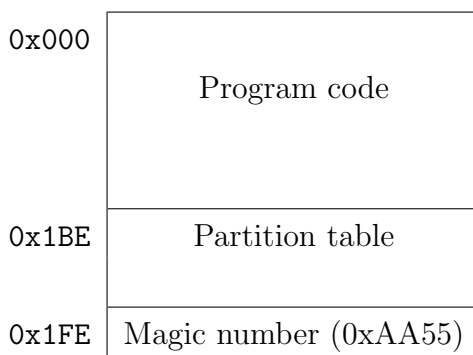 0x000
Program code
0x1BE Partition table
0x1FE Magic number (0xAA55)